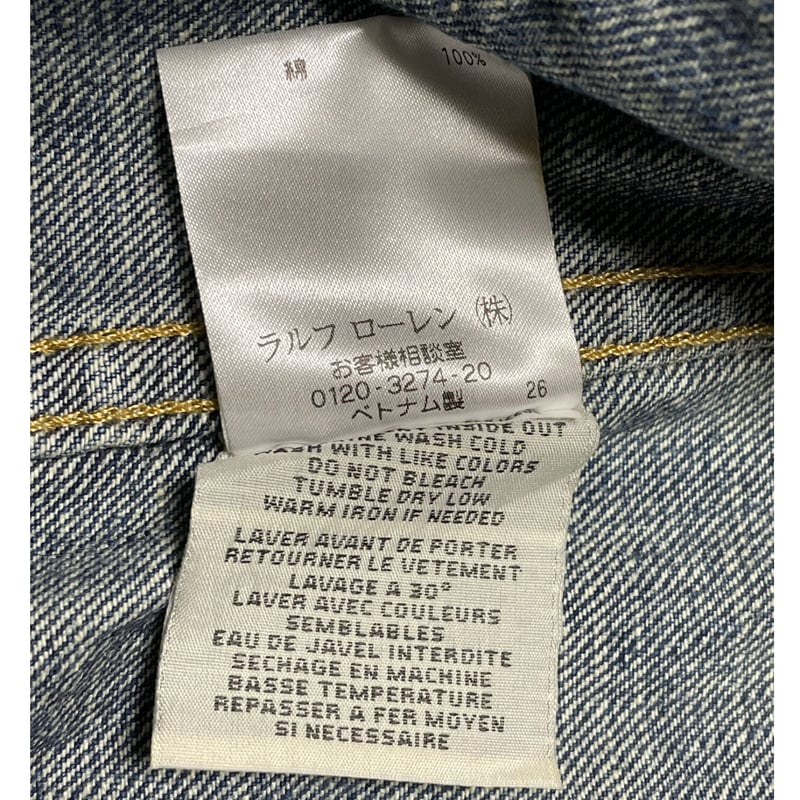 綿 100%
ラルフ ローレン (株)
お客様相談室
0120-3274-20
ベトナム製 26
INSIDE OUT
WASH COLD
WITH LIKE COLORS
DO NOT BLEACH
TUMBLE DRY LOW
WARM IRON IF NEEDED
LAVER AVANT DE PORTER
RETOURNER LE VETEMENT
LAVAGE A 30°
LAVER AVEC COULEURS
SEMBLABLES
EAU DE JAVEL INTERDITE
SECHAGE EN MACHINE
BASSE TEMPERATURE
REPASSER A FER MOYEN
SI NECESSAIRE